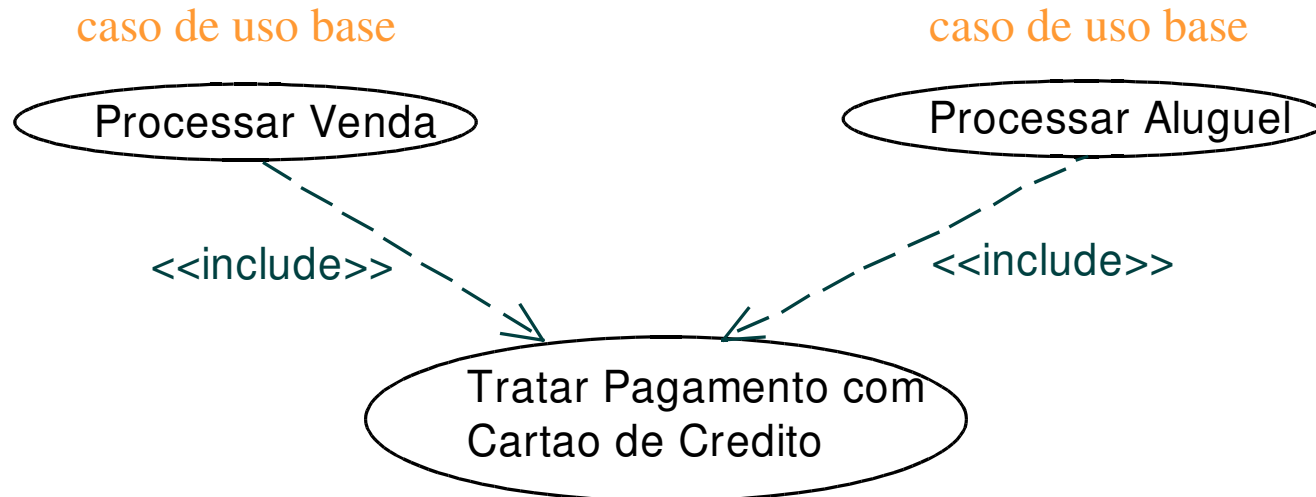 caso de uso base
caso de uso base
Processar Venda
Processar Aluguel
<<include>>
<<include>>
Tratar Pagamento com
Cartao de Credito